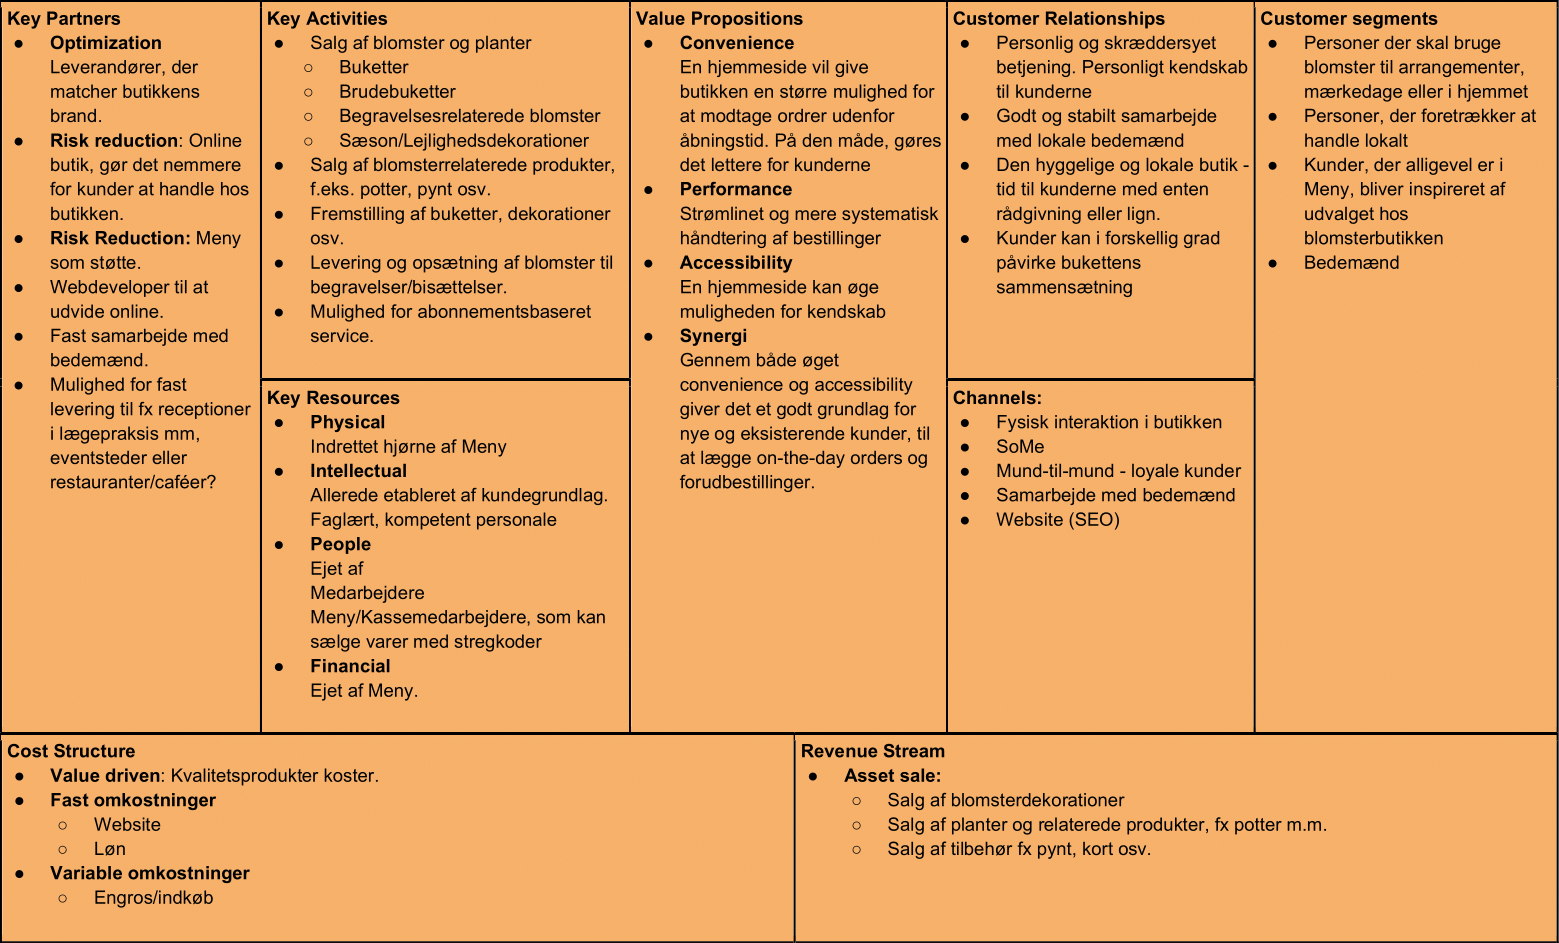 Key Partners
● Optimization
Leverandører, der
matcher butikkens
brand.
● Risk reduction: Online
butik, gør det nemmere
for kunder at handle hos
butikken.
● Risk Reduction: Meny
som støtte.
● Webdeveloper til at
udvide online.
● Fast samarbejde med
bedemænd.
● Mulighed for fast
levering til fx receptioner
i lægepraksis mm,
eventsteder eller
restauranter/caféer?
Key Activities
● Salg af blomster og planter
○ Buketter
○ Brudebuketter
○ Begravelsesrelaterede blomster
○ Sæson/Lejlighedsdekorationer
● Salg af blomsterrelaterede produkter,
f.eks. potter, pynt osv.
● Fremstilling af buketter, dekorationer
osv.
● Levering og opsætning af blomster til
begravelser/bisættelser.
● Mulighed for abonnementsbaseret
service.
Key Resources
● Physical
Indrettet hjørne af Meny
● Intellectual
Allerede etableret af kundegrundlag.
Faglært, kompetent personale
● People
Ejet af
Medarbejdere
Meny/Kassemedarbejdere, som kan
sælge varer med stregkoder
● Financial
Ejet af Meny.
Value Propositions
● Convenience
En hjemmeside vil give
butikken en større mulighed for
at modtage ordrer udenfor
åbningstid. På den måde, gøres
det lettere for kunderne
● Performance
Strømlinet og mere systematisk
håndtering af bestillinger
● Accessibility
En hjemmeside kan øge
muligheden for kendskab
● Synergi
Gennem både øget
convenience og accessibility
giver det et godt grundlag for
nye og eksisterende kunder, til
at lægge on-the-day orders og
forudbestillinger.
Customer Relationships
● Personlig og skræddersyet
betjening. Personligt kendskab
til kunderne
● Godt og stabilt samarbejde
med lokale bedemænd
● Den hyggelige og lokale butik -
tid til kunderne med enten
rådgivning eller lign.
● Kunder kan i forskellig grad
påvirke bukettens
sammensætning
Channels:
● Fysisk interaktion i butikken
● SoMe
● Mund-til-mund - loyale kunder
● Samarbejde med bedemænd
● Website (SEO)
Customer segments
● Personer der skal bruge
blomster til arrangementer,
mærkedage eller i hjemmet
● Personer, der foretrækker at
handle lokalt
● Kunder, der alligevel er i
Meny, bliver inspireret af
udvalget hos
blomsterbutikken
● Bedemænd
Cost Structure
● Value driven: Kvalitetsprodukter koster.
● Fast omkostninger
○ Website
○ Løn
● Variable omkostninger
○ Engros/indkøb
Revenue Stream
● Asset sale:
○ Salg af blomsterdekorationer
○ Salg af planter og relaterede produkter, fx potter m.m.
○ Salg af tilbehør fx pynt, kort osv.